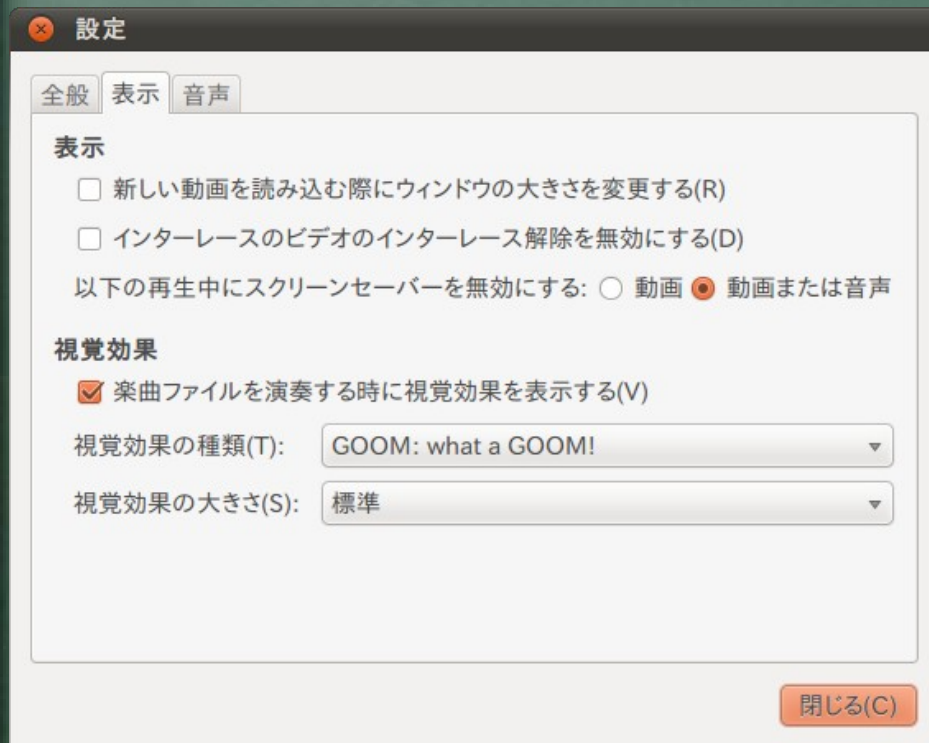 設定
全般 表示 音声
表示
新しい動画を読み込む際にウィンドウの大きさを変更する(R)
インターレースのビデオのインターレース解除を無効にする(D)
以下の再生中にスクリーンセーバーを無効にする: 動画 動画または音声
視覚効果
楽曲ファイルを演奏する時に視覚効果を表示する(V)
視覚効果の種類(T): GOOM: what a GOOM!
視覚効果の大きさ(S): 標準
閉じる(C)